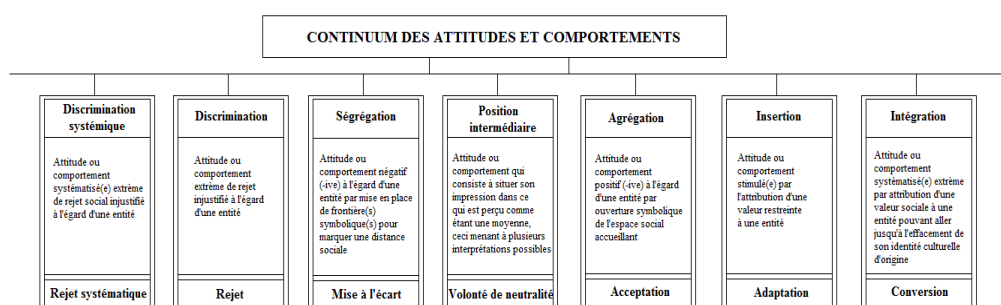 CONTINUUM DES ATTITUDES ET COMPORTEMENTS
Discrimination
systémique
Attitude ou
comportement
systématisé(e) extrême
de rejet social injustifié
à l'égard d'une entité
Rejet systématique
Discrimination
Attitude ou
comportement
extrême de rejet
injustifié à l'égard
d'une entité
Rejet
Ségrégation
Attitude ou
comportement négatif
(-ive) à l'égard d'une
entité par mise en place
de frontière(s)
symbolique(s) pour
marquer une distance
sociale
Mise à l'écart
Position
intermédiaire
Attitude ou
comportement qui
consiste à situer son
impression dans ce
qui est perçu comme
étant une moyenne,
ceci menant à plusieurs
interprétations possibles
Volonté de neutralité
Agrégation
Attitude ou
comportement
positif (-ive) à l'égard
d'une entité par
ouverture symbolique
de l'espace social
accueillant
Acceptation
Insertion
Attitude ou
comportement
stimulé(e) par
l'attribution d'une
valeur restreinte
à une entité
Adaptation
Intégration
Attitude ou
comportement
systématisé(e) extrême
par attribution d'une
valeur sociale à une
entité pouvant aller
jusqu'à l'effacement de
son identité culturelle
d'origine
Conversion